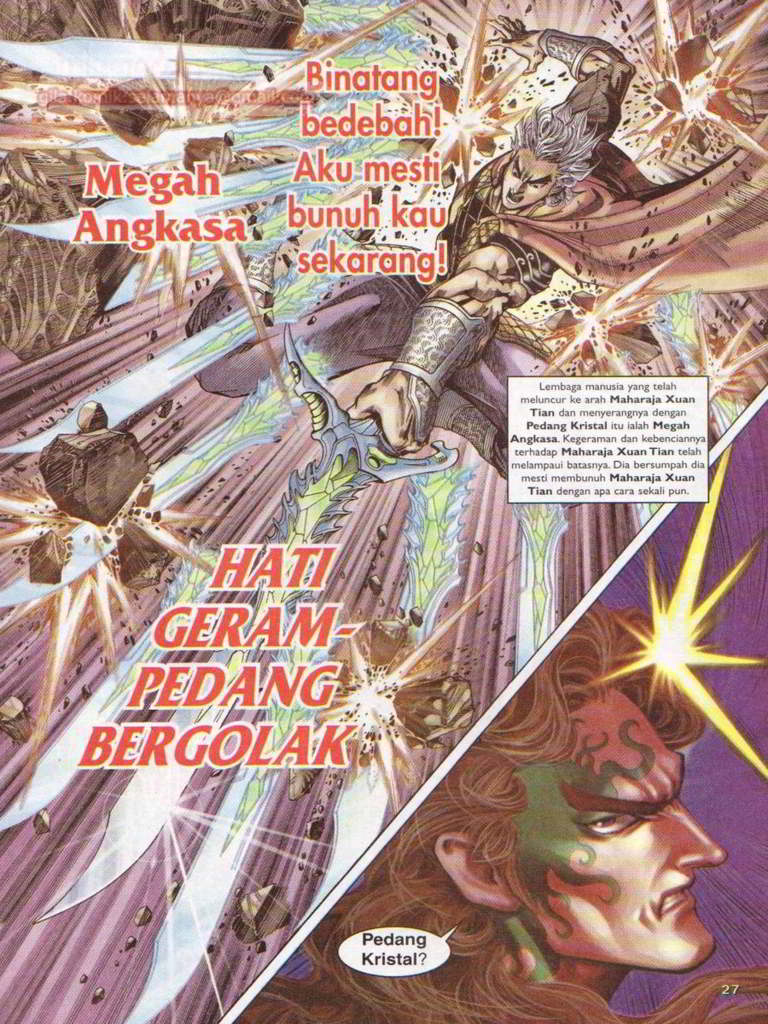 Binatang
bedebah!
Aku mesti
bunuh kau
sekarang!
Megah
Angkasa
Lembaga manusia yang telah
meluncur ke arah Maharaja Xuan
Tian dan menyerangnya dengan
Pedang Kristal itu ialah Megah
Angkasa. Kegeraman dan kebenciannya
terhadap Maharaja Xuan Tian telah
melampaui batasnya. Dia bersumpah dia
mesti membunuh Maharaja Xuan
Tian dengan apa cara sekali pun.
HATI
GERAM-
PEDANG
BERGOLAK
Pedang
Kristal?
27